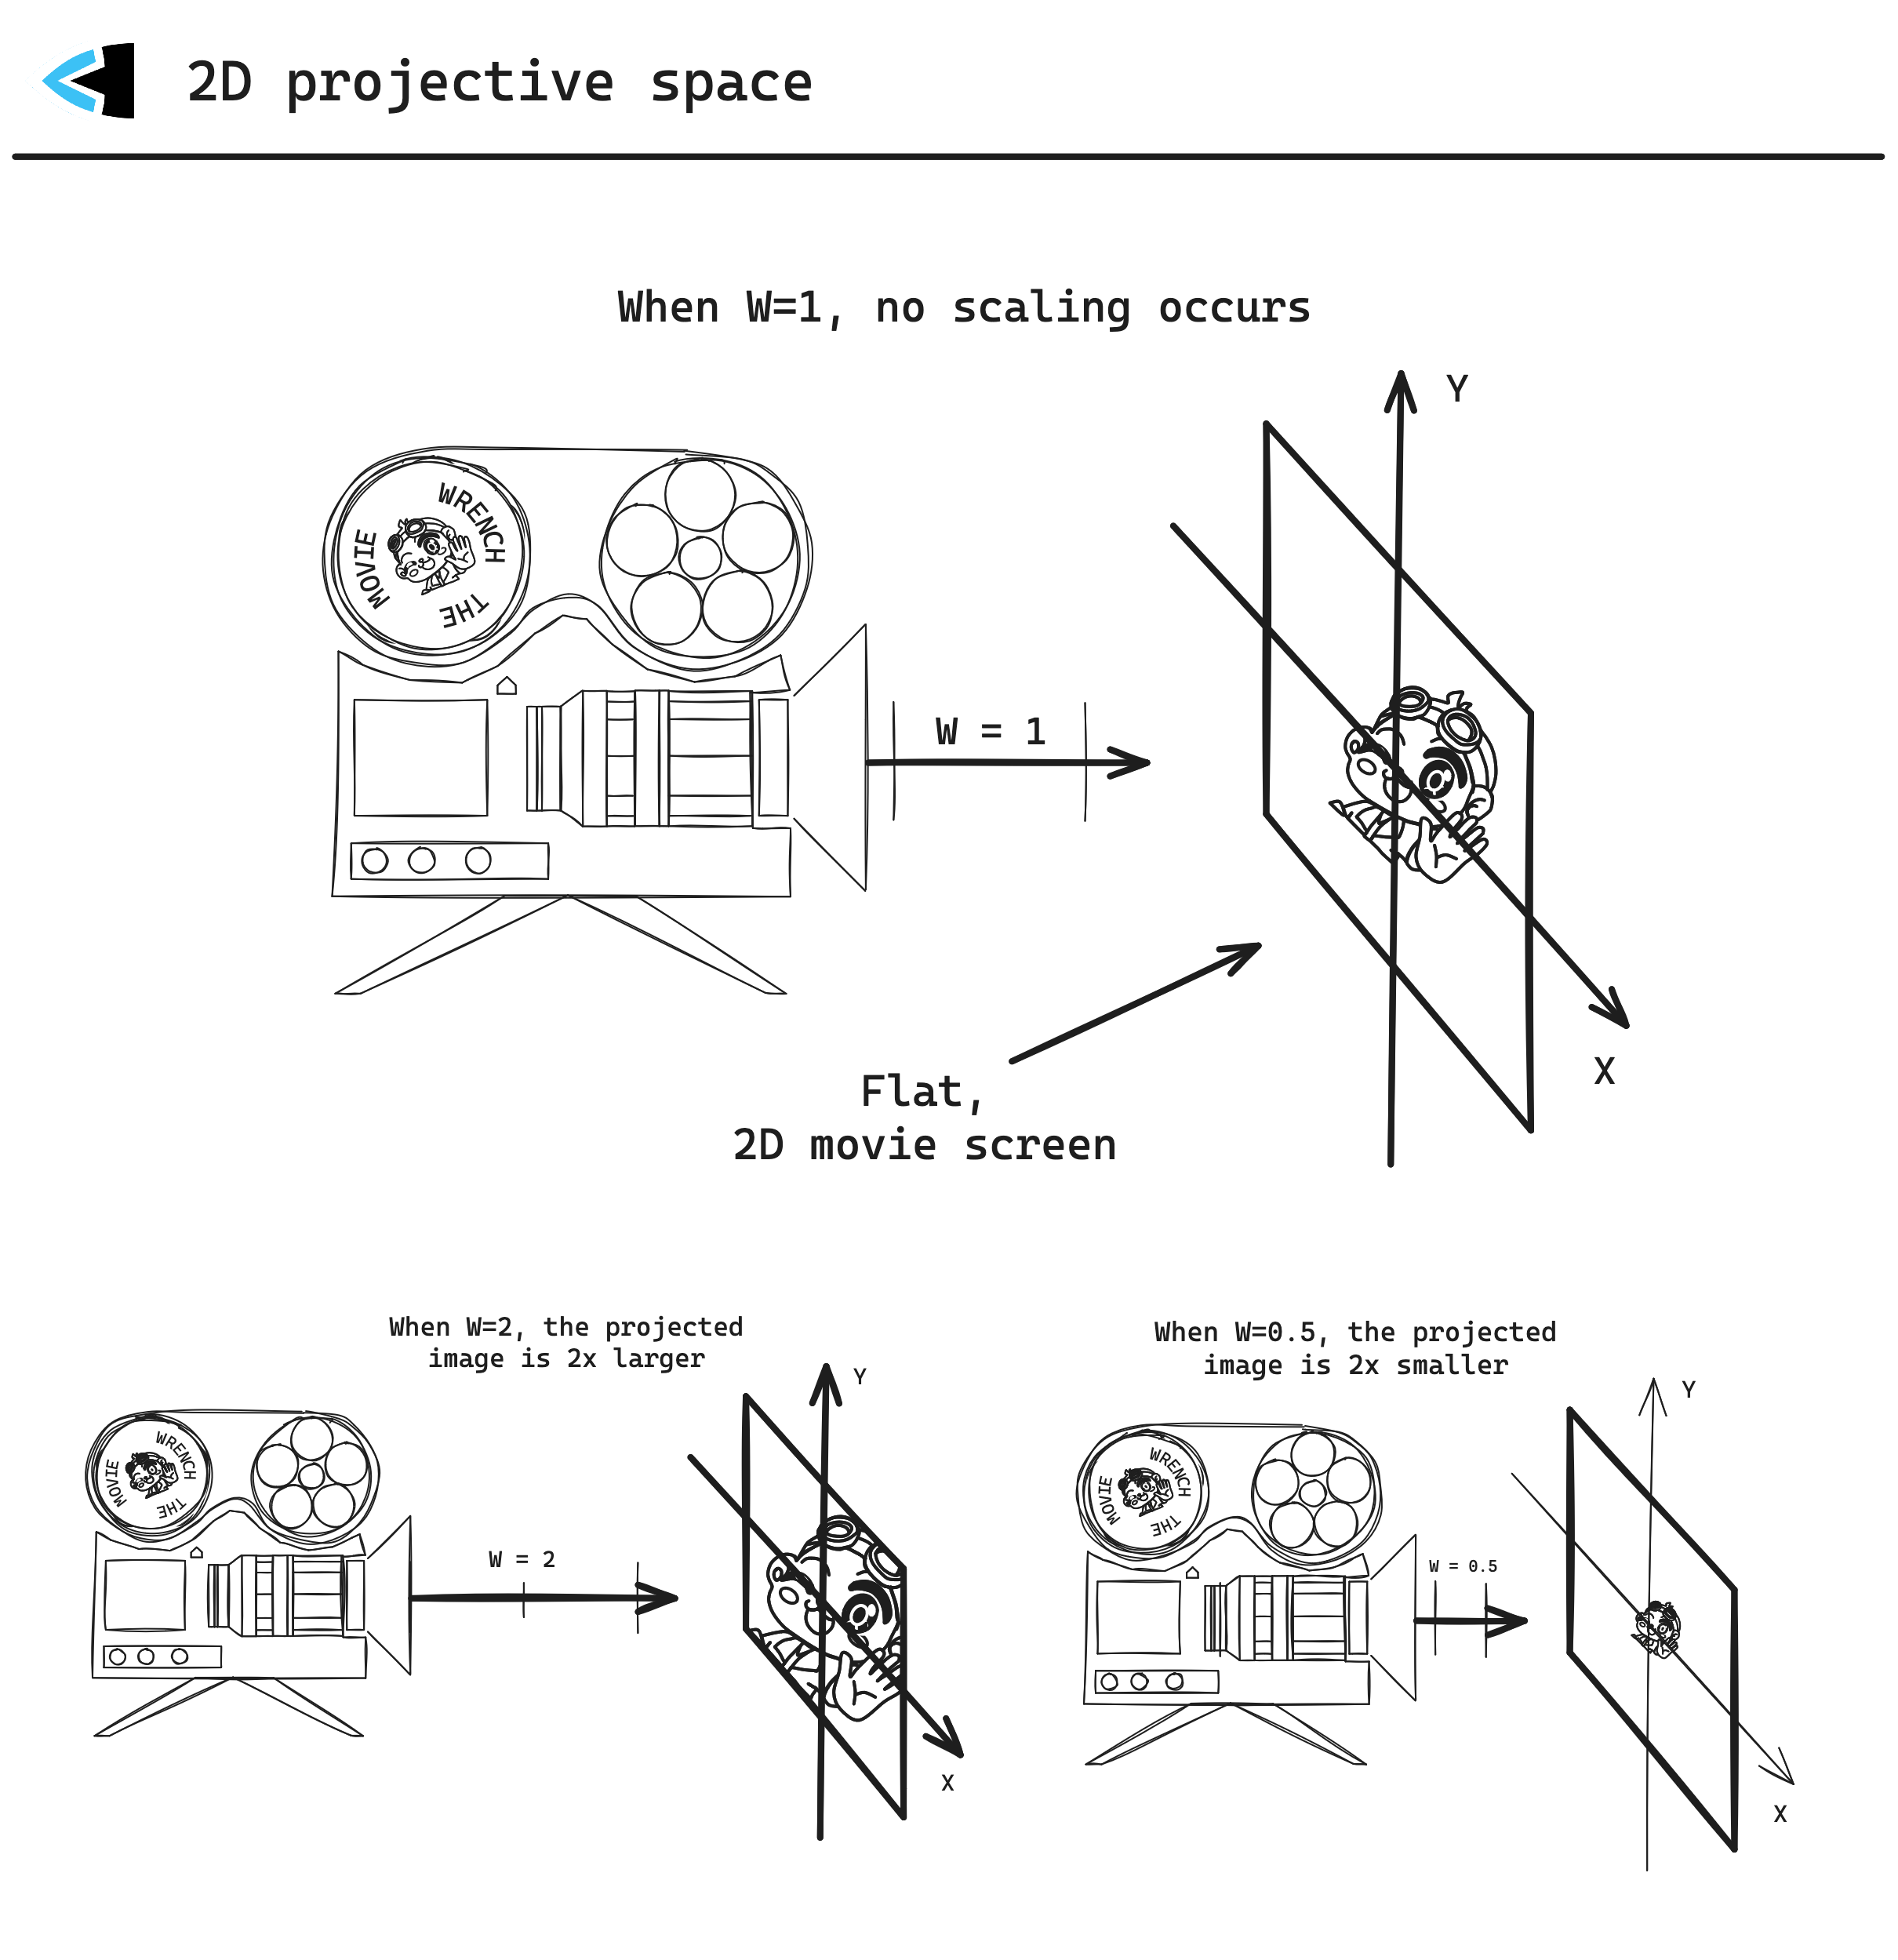 2D projective space
When W=1, no scaling occurs
Y
WRENCH
MOVIE
THE
W = 1
X
Flat,
2D movie screen
When W=2, the projected
image is 2x larger
Y
WRENCH
MOVIE
THE
W = 2
X
When W=0.5, the projected
image is 2x smaller
Y
WRENCH
MOVIE
THE
W = 0.5
X